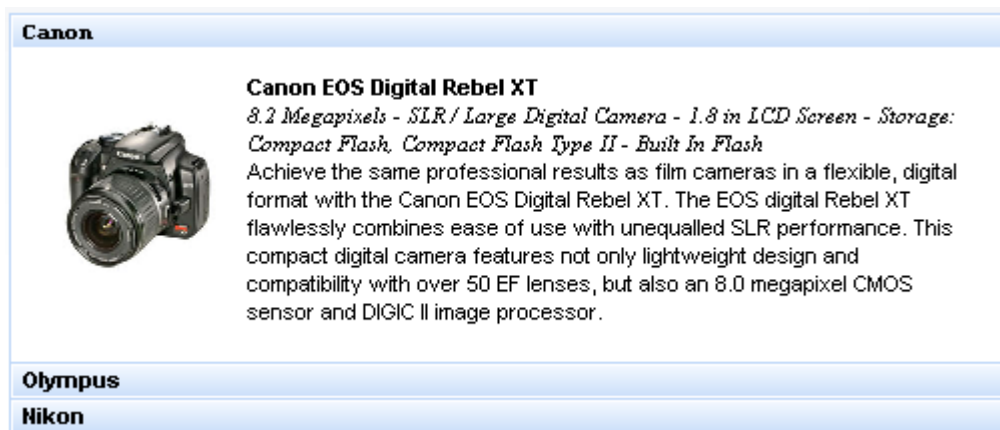 Canon
Canon EOS Digital Rebel XT
8.2 Megapixels - SLR / Large Digital Camera - 1.8 in LCD Screen - Storage:
Compact Flash, Compact Flash Type II - Built In Flash
Achieve the same professional results as film cameras in a flexible, digital
format with the Canon EOS Digital Rebel XT. The EOS digital Rebel XT
flawlessly combines ease of use with unequalled SLR performance. This
compact digital camera features not only lightweight design and
compatibility with over 50 EF lenses, but also an 8.0 megapixel CMOS
sensor and DIGIC II image processor.
Olympus
Nikon